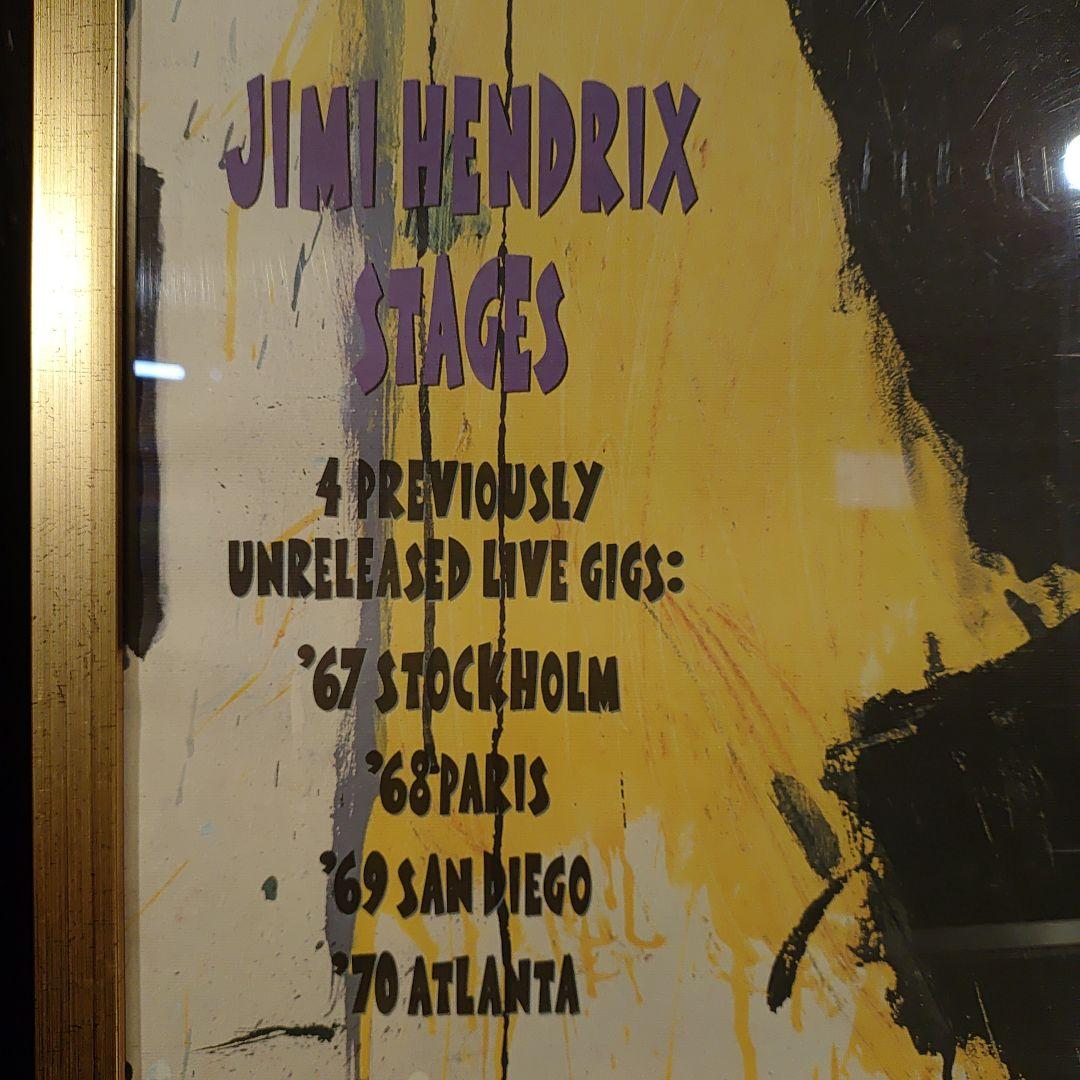 JIMI HENDRIX
STAGES
4 PREVIOUSLY
UNRELEASED LIVE GIGS:
'67 STOCKHOLM
'68 PARIS
'69 SAN DIEGO
'70 ATLANTA